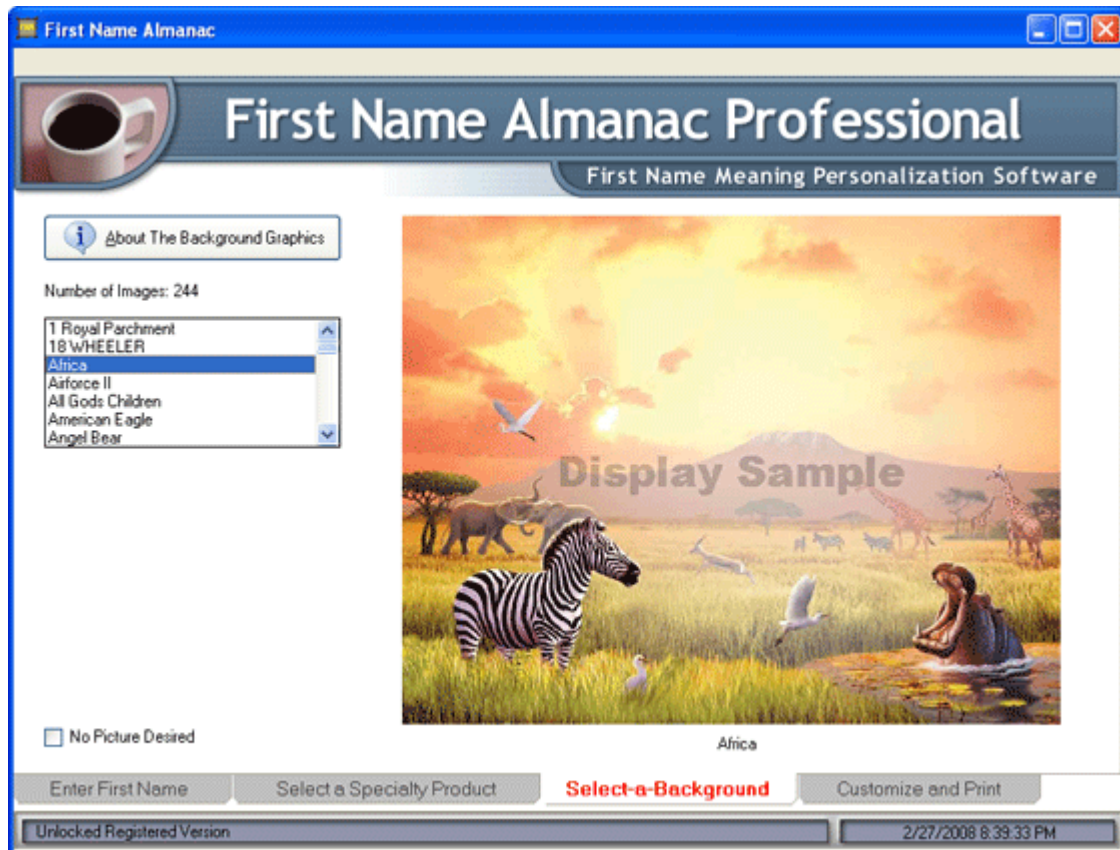 First Name Almanac
First Name Almanac Professional
First Name Meaning Personalization Software
About The Background Graphics
Number of Images: 244
1 Royal Parchment
18 WHEELER
Africa
Airforce II
All Gods Children
American Eagle
Angel Bear
Display Sample
No Picture Desired
Africa
Enter First Name
Select a Specialty Product
Select-a-Background
Customize and Print
Unlocked Registered Version
2/27/2008 8:39:33 PM